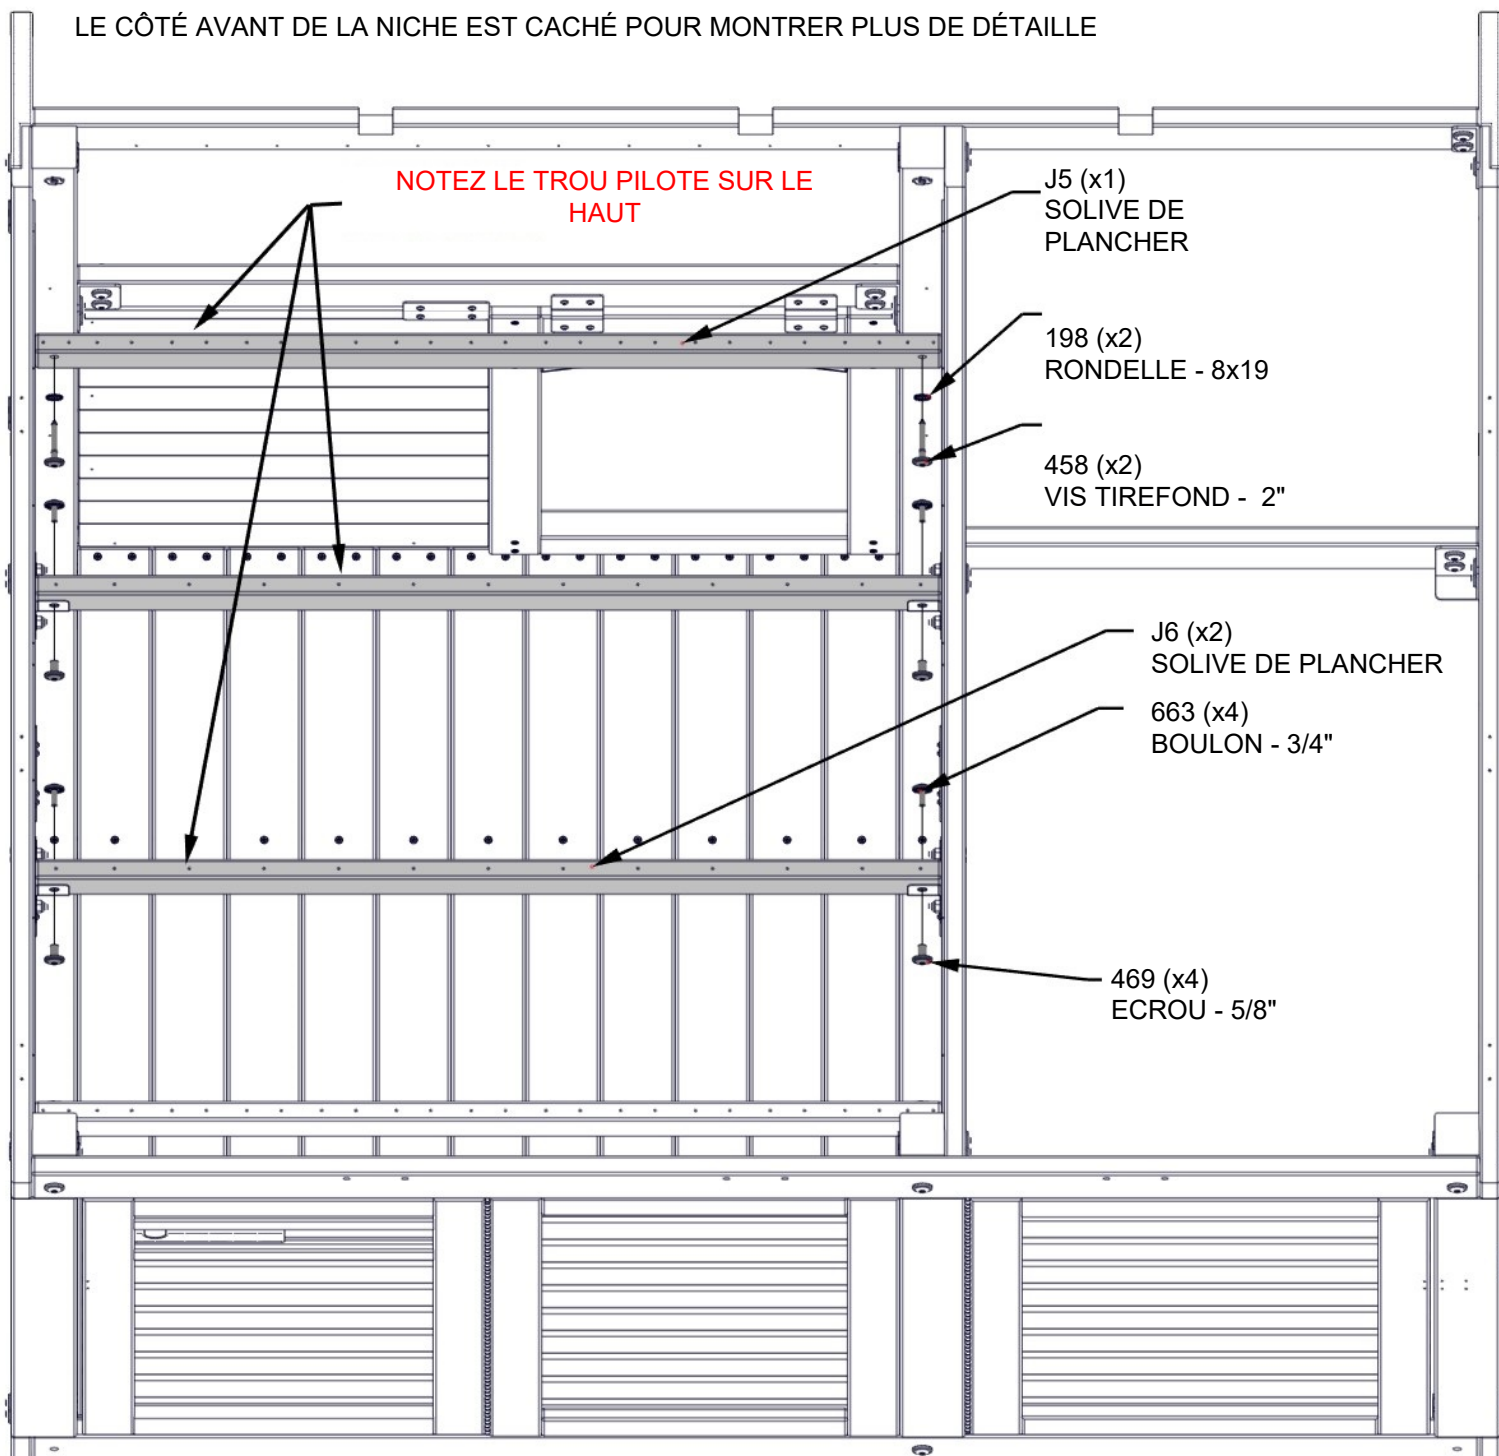 LE CÔTÉ AVANT DE LA NICHE EST CACHÉ POUR MONTRER PLUS DE DÉTAILLE
NOTEZ LE TROU PILOTE SUR LE
HAUT
J5 (x1)
SOLIVE DE
PLANCHER
198 (x2)
RONDELLE - 8x19
458 (x2)
VIS TIREFOND - 2"
J6 (x2)
SOLIVE DE PLANCHER
663 (x4)
BOULON - 3/4"
469 (x4)
ECROU - 5/8"